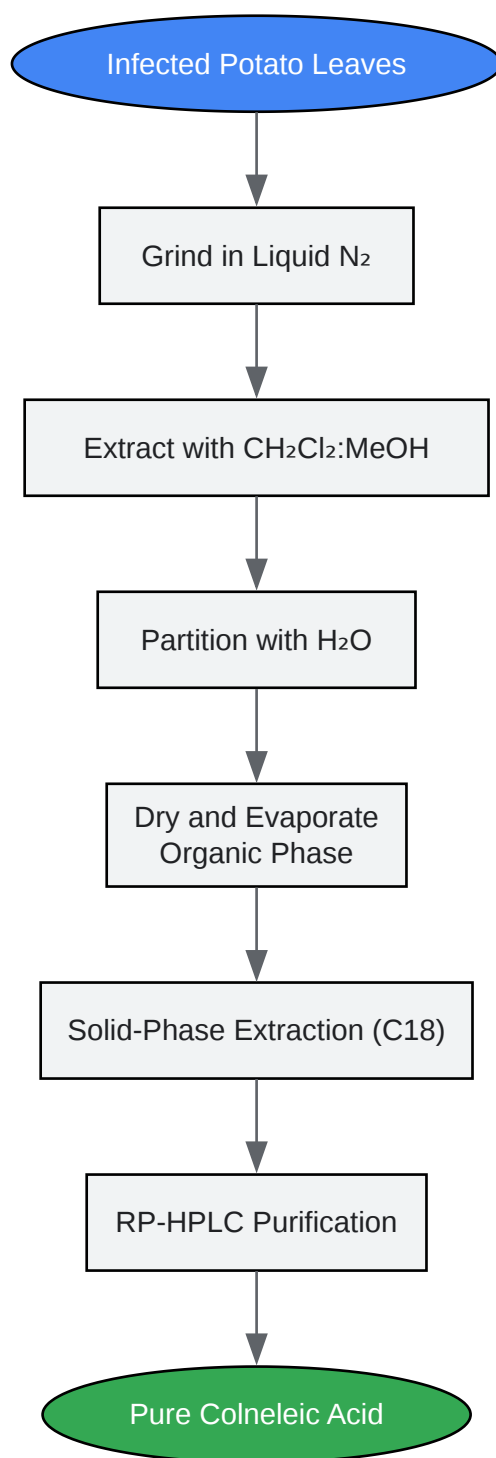 Infected Potato Leaves
Grind in Liquid N₂
Extract with CH₂Cl₂:MeOH
Partition with H₂O
Dry and Evaporate
Organic Phase
Solid-Phase Extraction (C18)
RP-HPLC Purification
Pure Colneleic Acid